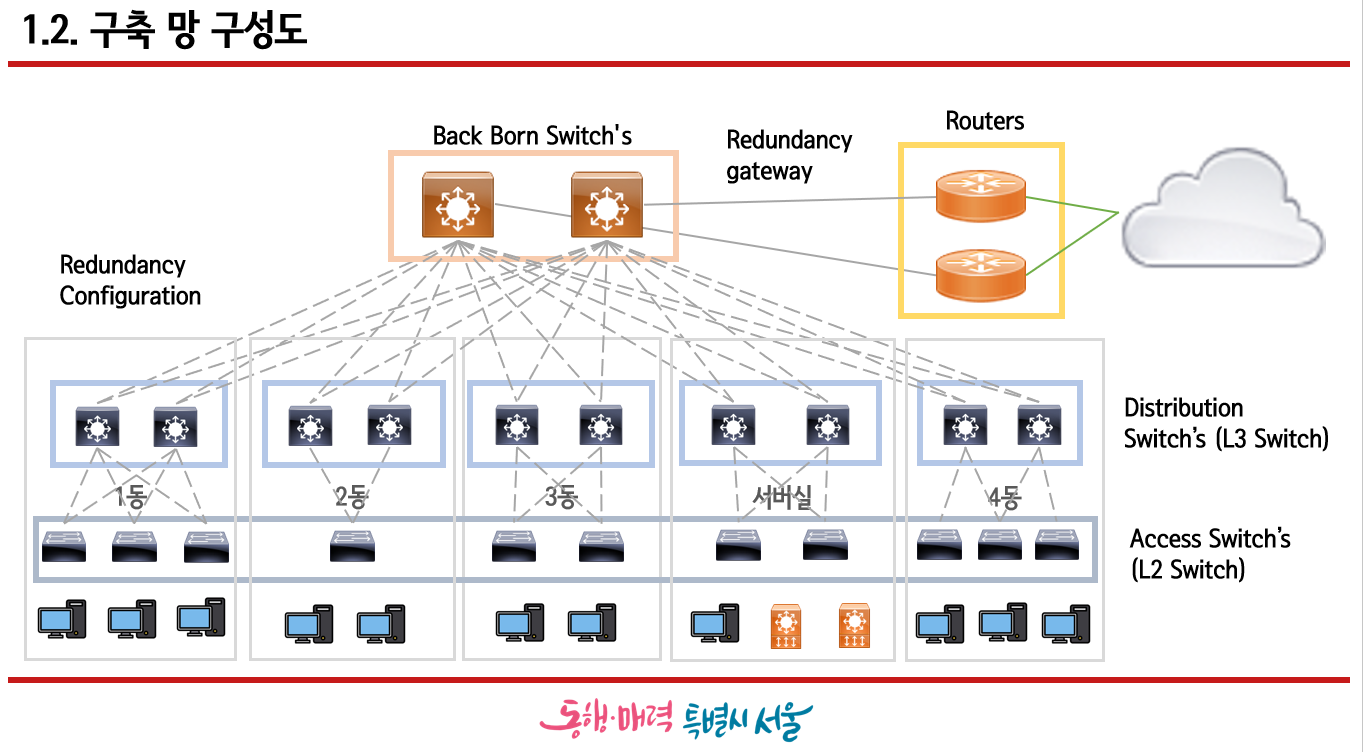 1.2. 구축 망 구성도
Back Born Switch's
Redundancy
gateway
Routers
Redundancy
Configuration
Distribution
Switch’s (L3 Switch)
1동
2동
3동
서버실
4동
Access Switch’s
(L2 Switch)
동행·매력 특별시 서울